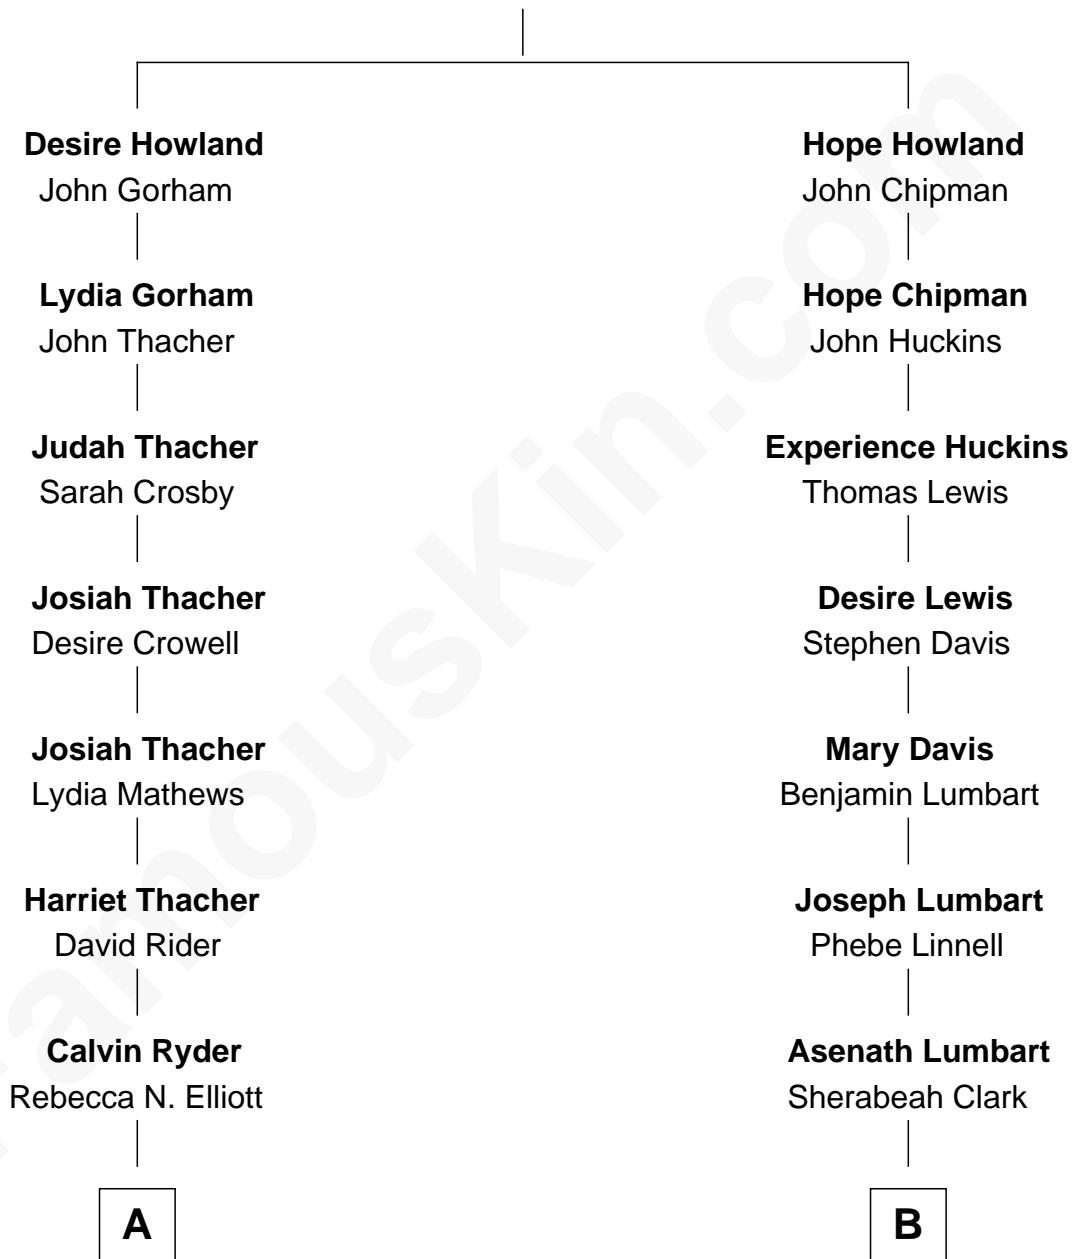 Desire Howland
John Gorham
Lydia Gorham
John Thacher
Judah Thacher
Sarah Crosby
Josiah Thacher
Desire Crowell
Josiah Thacher
Lydia Mathews
Harriet Thacher
David Rider
Calvin Ryder
Rebecca N. Elliott
A
Hope Howland
John Chipman
Hope Chipman
John Huckins
Experience Huckins
Thomas Lewis
Desire Lewis
Stephen Davis
Mary Davis
Benjamin Lumbart
Joseph Lumbart
Phebe Linnell
Asenath Lumbart
Sherabeah Clark
B
FamousKin.com